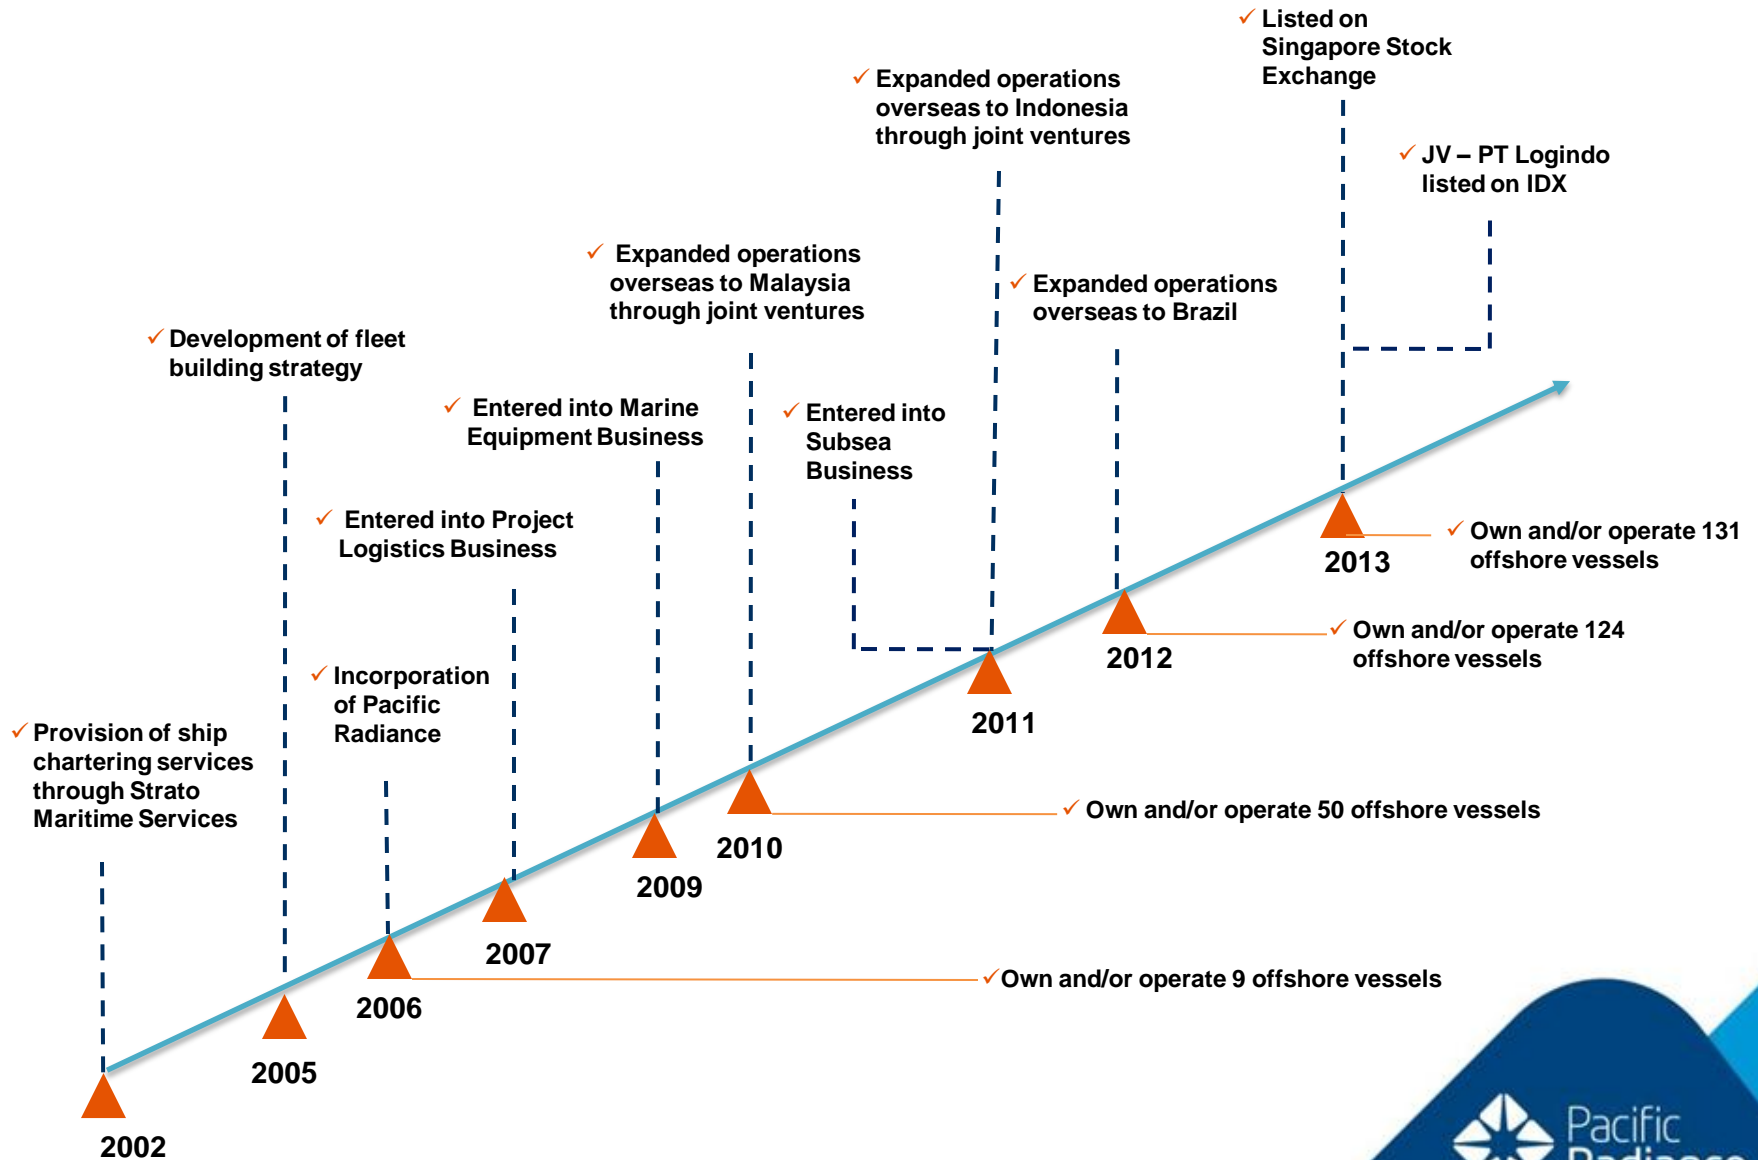 ✓ Listed on
Singapore Stock
Exchange
✓ Expanded operations
overseas to Indonesia
through joint ventures
✓ JV – PT Logindo
listed on IDX
✓ Expanded operations
overseas to Malaysia
through joint ventures
✓ Expanded operations
overseas to Brazil
✓ Development of fleet
building strategy
✓ Entered into Marine
Equipment Business
✓ Entered into
Subsea
Business
✓ Entered into Project
Logistics Business
✓ Own and/or operate 131
offshore vessels
2013
✓ Own and/or operate 124
offshore vessels
2012
✓ Incorporation
of Pacific
Radiance
2011
✓ Provision of ship
chartering services
through Strato
Maritime Services
✓ Own and/or operate 50 offshore vessels
2010
2009
2007
✓ Own and/or operate 9 offshore vessels
2006
2005
2002
Pacific
Radiance